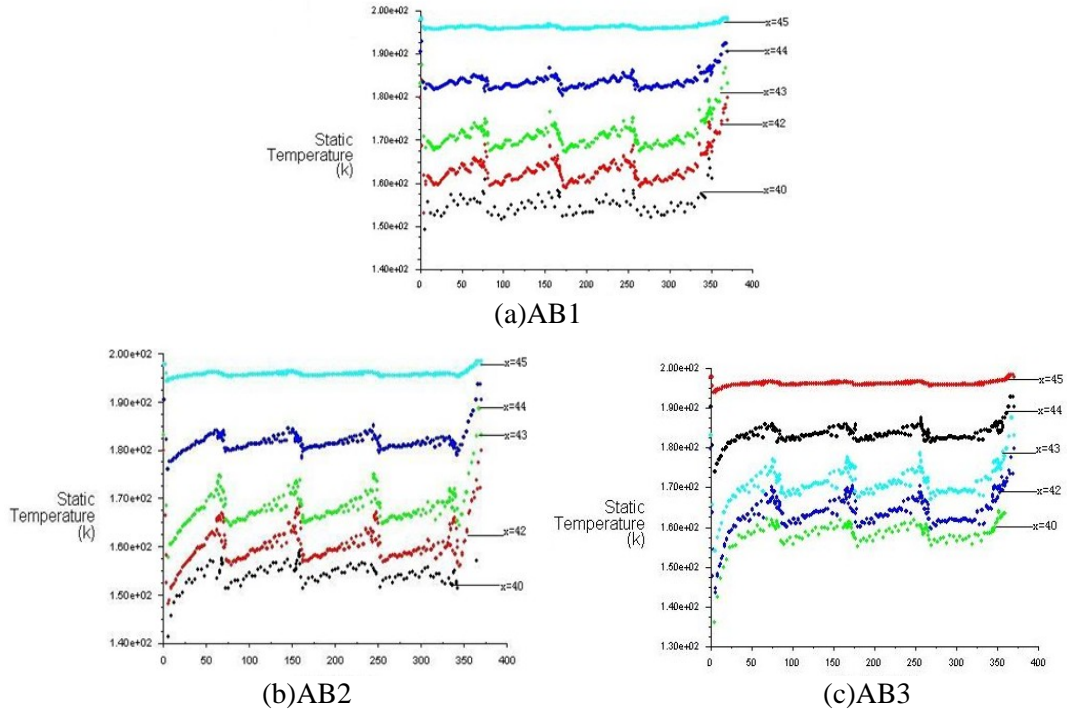 2.00e+02
1.90e+02
1.80e+02
1.70e+02
1.60e+02
1.50e+02
1.40e+02
Static
Temperature
(k)
0 50 100 150 200 250 300 350 400
x=45
x=44
x=43
x=42
x=40
(a)AB1
2.00e+02
1.90e+02
1.80e+02
1.70e+02
1.60e+02
1.50e+02
1.40e+02
Static
Temperature
(k)
0 50 100 150 200 250 300 350 400
x=45
x=44
x=43
x=42
x=40
(b)AB2
2.00e+02
1.90e+02
1.80e+02
1.70e+02
1.60e+02
1.50e+02
1.40e+02
1.30e+02
Static
Temperature
(k)
0 50 100 150 200 250 300 350 400
x=45
x=44
x=43
x=42
x=40
(c)AB3